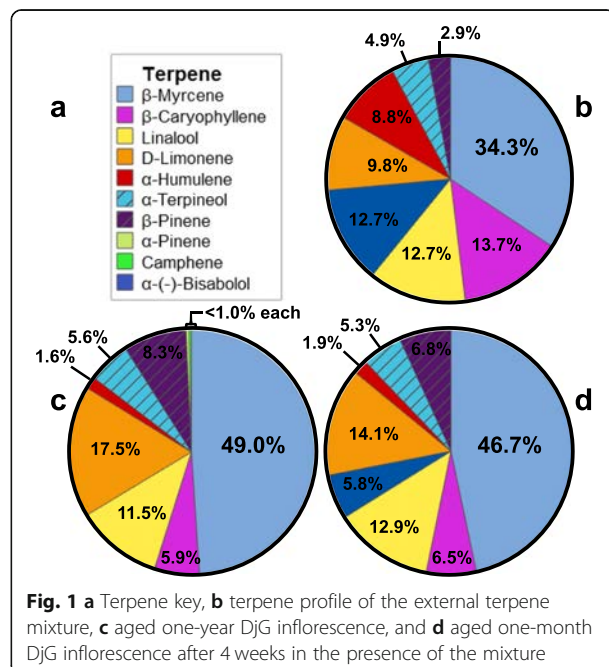 Terpene
β-Myrcene
β-Caryophyllene
Linalool
D-Limonene
α-Humulene
α-Terpineol
β-Pinene
α-Pinene
Camphene
α-(-)-Bisabolol
a
b
4.9%
2.9%
8.8%
34.3%
9.8%
12.7%
12.7%
13.7%
<1.0% each
c
5.6%
8.3%
1.6%
17.5%
49.0%
11.5%
5.9%
d
5.3%
6.8%
1.9%
14.1%
46.7%
5.8%
12.9%
6.5%
Fig. 1 a Terpene key, b terpene profile of the external terpene
mixture, c aged one-year DjG inflorescence, and d aged one-month
DjG inflorescence after 4 weeks in the presence of the mixture